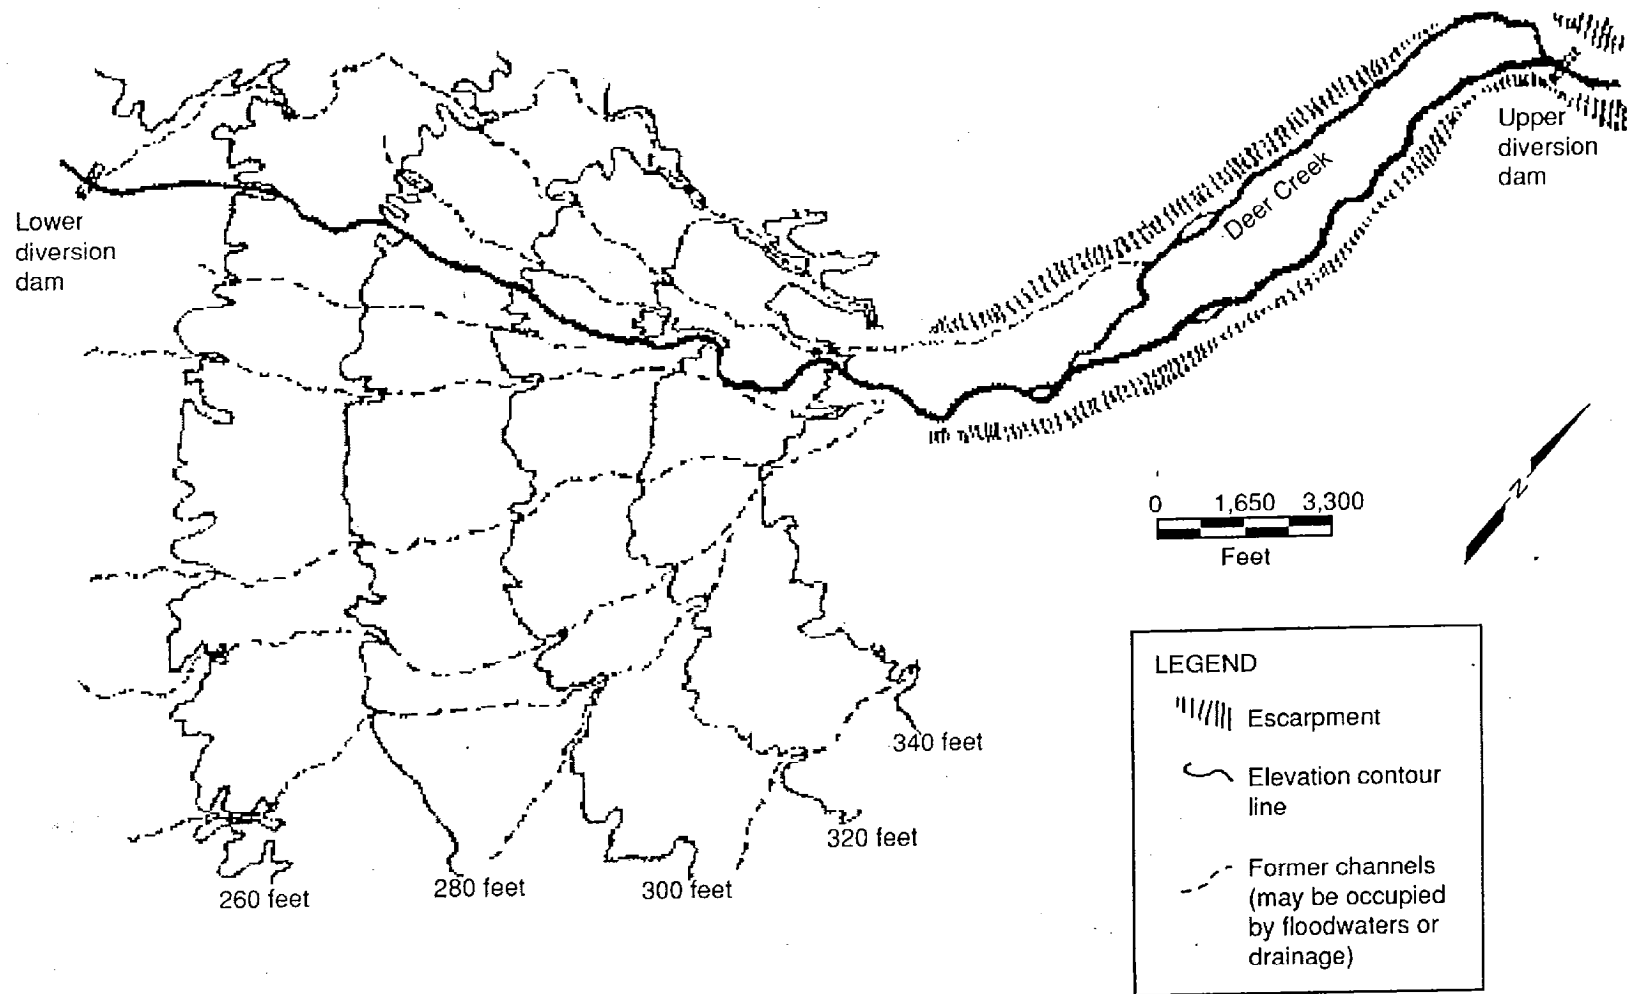 Upper
diversion
dam
Deer Creek
Lower
diversion
dam
0 1,650 3,300
Feet
N
LEGEND
Escarpment
Elevation contour
line
Former channels
(may be occupied
by floodwaters or
drainage)
340 feet
320 feet
300 feet
280 feet
260 feet